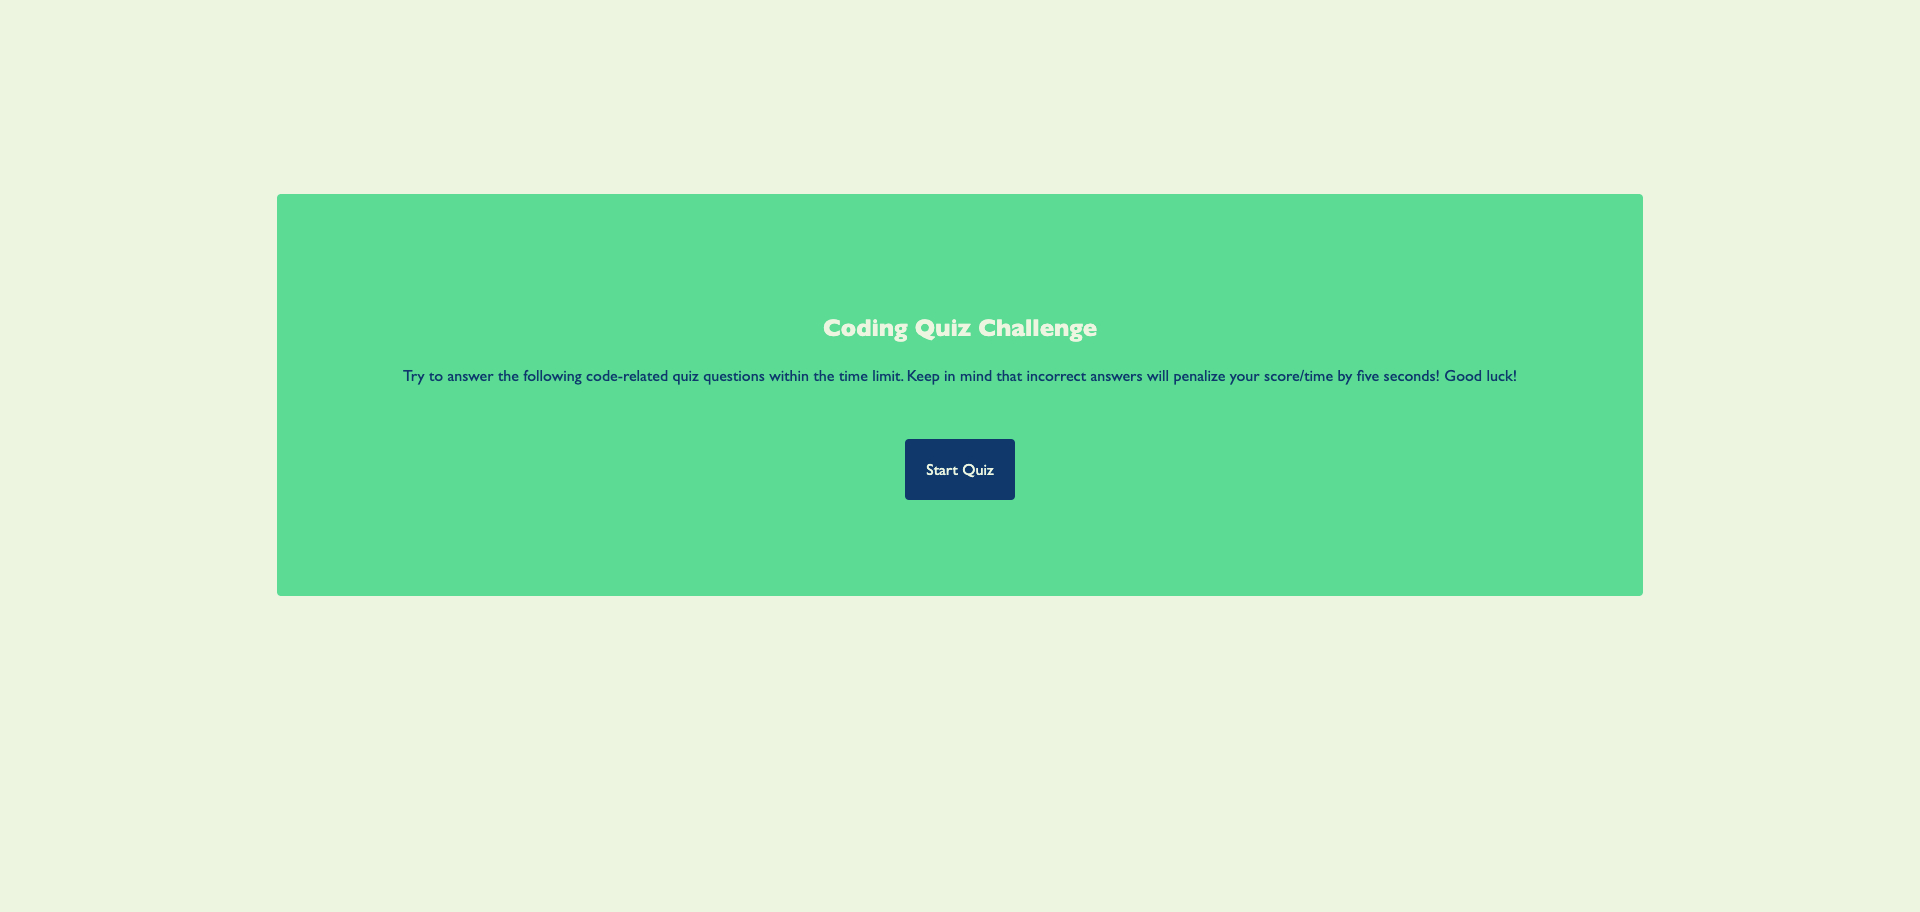 Coding Quiz Challenge
Try to answer the following code-related quiz questions within the time limit. Keep in mind that incorrect answers will penalize your score/time by five seconds! Good luck!
Start Quiz